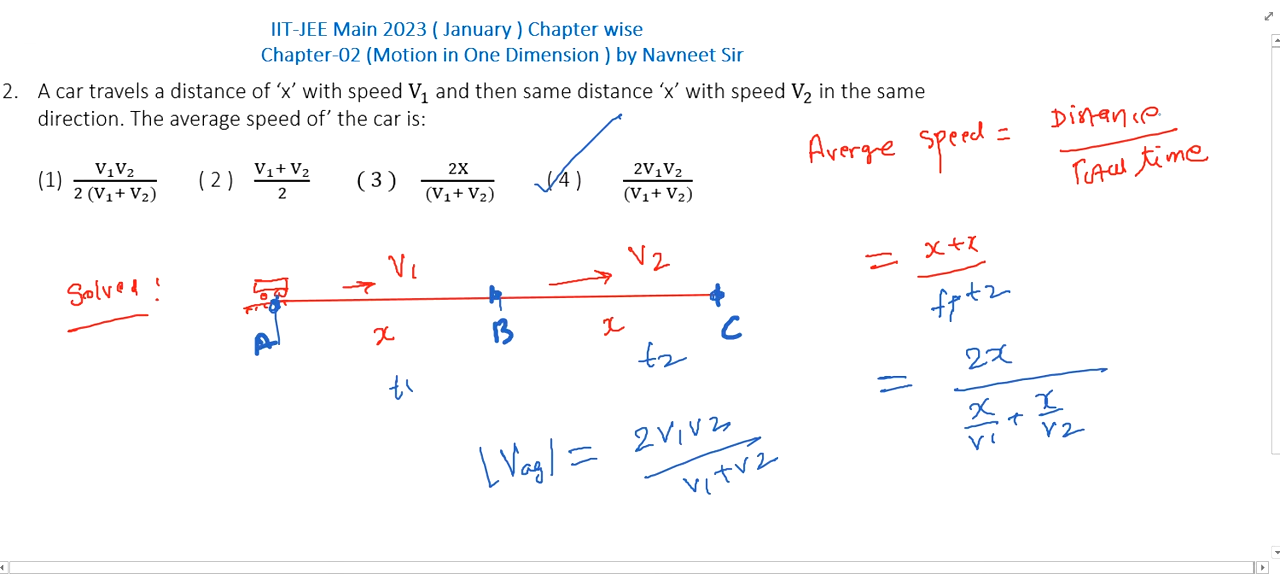 IIT-JEE Main 2023 ( January ) Chapter wise
Chapter-02 (Motion in One Dimension ) by Navneet Sir
2. A car travels a distance of ‘x’ with speed V₁ and then same distance ‘x’ with speed V₂ in the same
direction. The average speed of’ the car is:
(1) V₁V₂ / 2 (V₁+ V₂) ( 2 ) V₁+ V₂ / 2 ( 3 ) 2X / (V₁+ V₂) (4) 2V₁V₂ / (V₁+ V₂)
Averge speed = Distance / Total time
= x+x / t1+t2
Solved :
V1 V2
A x B x C
t1 t2
= 2x / x/v1 + x/v2
|Vag| = 2V1V2 / v1+v2